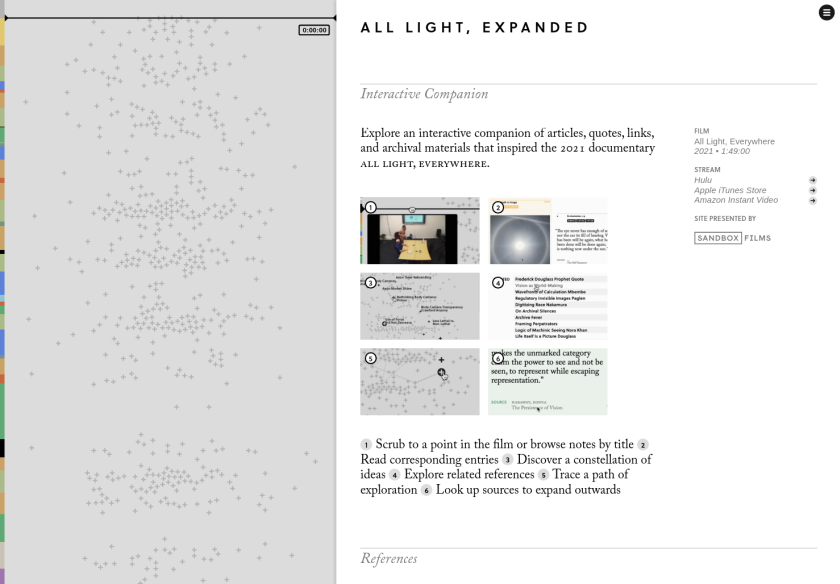 0:00:00
ALL LIGHT, EXPANDED
Interactive Companion
Explore an interactive companion of articles, quotes, links,
and archival materials that inspired the 2021 documentary
ALL LIGHT, EVERYWHERE.
FILM
All Light, Everywhere
2021 • 1:49:00
STREAM
Hulu
Apple iTunes Store
Amazon Instant Video
SITE PRESENTED BY
SANDBOX FILMS
1
2
3
4
Frederick Douglass Prophet Quote
Vision as World-Making
Wavefront of Calculation Mbembe
Regulatory Invisible Images Paglen
Digitizing Race Nakamura
On Archival Silences
Archive Fever
Framing Perpetrators
Logic of Machinic Seeing Nora Khan
Life Itself Is a Picture Douglass
5
6
makes the unmarked category
claim the power to see and not be
seen, to represent while escaping
representation."
SOURCE
The Persistence of Vision
1 Scrub to a point in the film or browse notes by title 2
Read corresponding entries 3 Discover a constellation of
ideas 4 Explore related references 5 Trace a path of
exploration 6 Look up sources to expand outwards
References